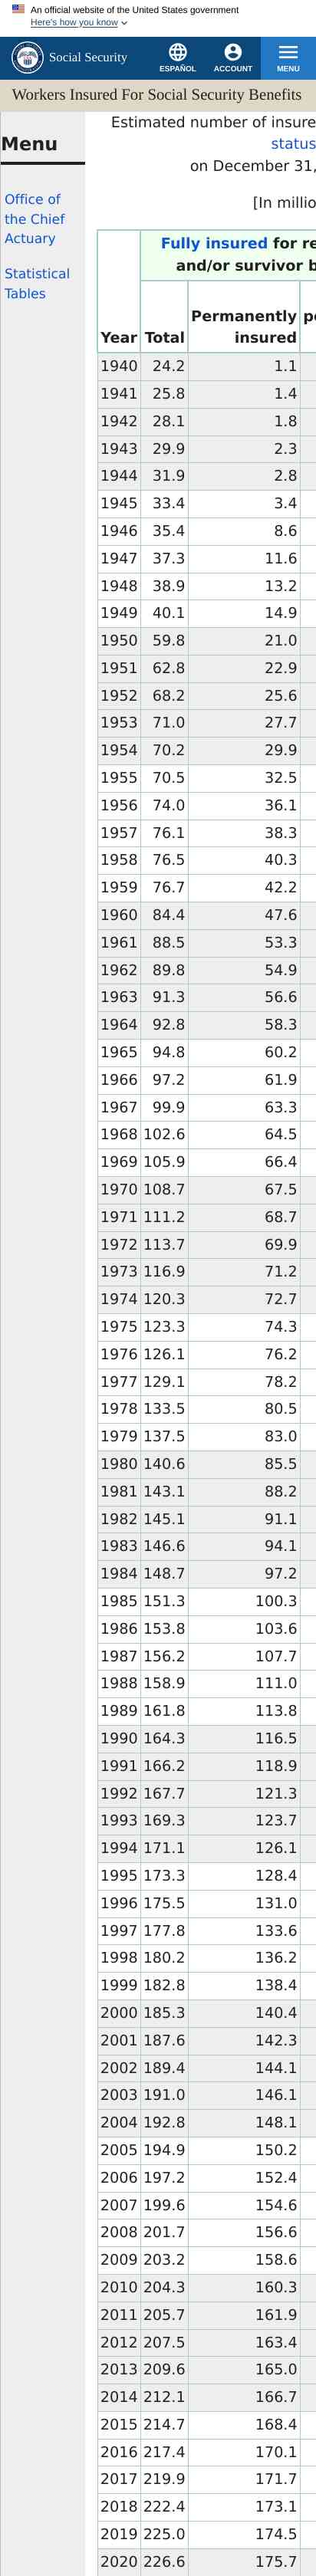 An official website of the United States government
Here's how you know
Social Security
ESPAÑOL
ACCOUNT
MENU
Workers Insured For Social Security Benefits
Menu
Office of
the Chief
Actuary
Statistical
Tables
Estimated number of insure
status
on December 31,
[In millio
Fully insured for re
and/or survivor b
Permanently p
Year Total insured
1940 24.2 1.1
1941 25.8 1.4
1942 28.1 1.8
1943 29.9 2.3
1944 31.9 2.8
1945 33.4 3.4
1946 35.4 8.6
1947 37.3 11.6
1948 38.9 13.2
1949 40.1 14.9
1950 59.8 21.0
1951 62.8 22.9
1952 68.2 25.6
1953 71.0 27.7
1954 70.2 29.9
1955 70.5 32.5
1956 74.0 36.1
1957 76.1 38.3
1958 76.5 40.3
1959 76.7 42.2
1960 84.4 47.6
1961 88.5 53.3
1962 89.8 54.9
1963 91.3 56.6
1964 92.8 58.3
1965 94.8 60.2
1966 97.2 61.9
1967 99.9 63.3
1968 102.6 64.5
1969 105.9 66.4
1970 108.7 67.5
1971 111.2 68.7
1972 113.7 69.9
1973 116.9 71.2
1974 120.3 72.7
1975 123.3 74.3
1976 126.1 76.2
1977 129.1 78.2
1978 133.5 80.5
1979 137.5 83.0
1980 140.6 85.5
1981 143.1 88.2
1982 145.1 91.1
1983 146.6 94.1
1984 148.7 97.2
1985 151.3 100.3
1986 153.8 103.6
1987 156.2 107.7
1988 158.9 111.0
1989 161.8 113.8
1990 164.3 116.5
1991 166.2 118.9
1992 167.7 121.3
1993 169.3 123.7
1994 171.1 126.1
1995 173.3 128.4
1996 175.5 131.0
1997 177.8 133.6
1998 180.2 136.2
1999 182.8 138.4
2000 185.3 140.4
2001 187.6 142.3
2002 189.4 144.1
2003 191.0 146.1
2004 192.8 148.1
2005 194.9 150.2
2006 197.2 152.4
2007 199.6 154.6
2008 201.7 156.6
2009 203.2 158.6
2010 204.3 160.3
2011 205.7 161.9
2012 207.5 163.4
2013 209.6 165.0
2014 212.1 166.7
2015 214.7 168.4
2016 217.4 170.1
2017 219.9 171.7
2018 222.4 173.1
2019 225.0 174.5
2020 226.6 175.7